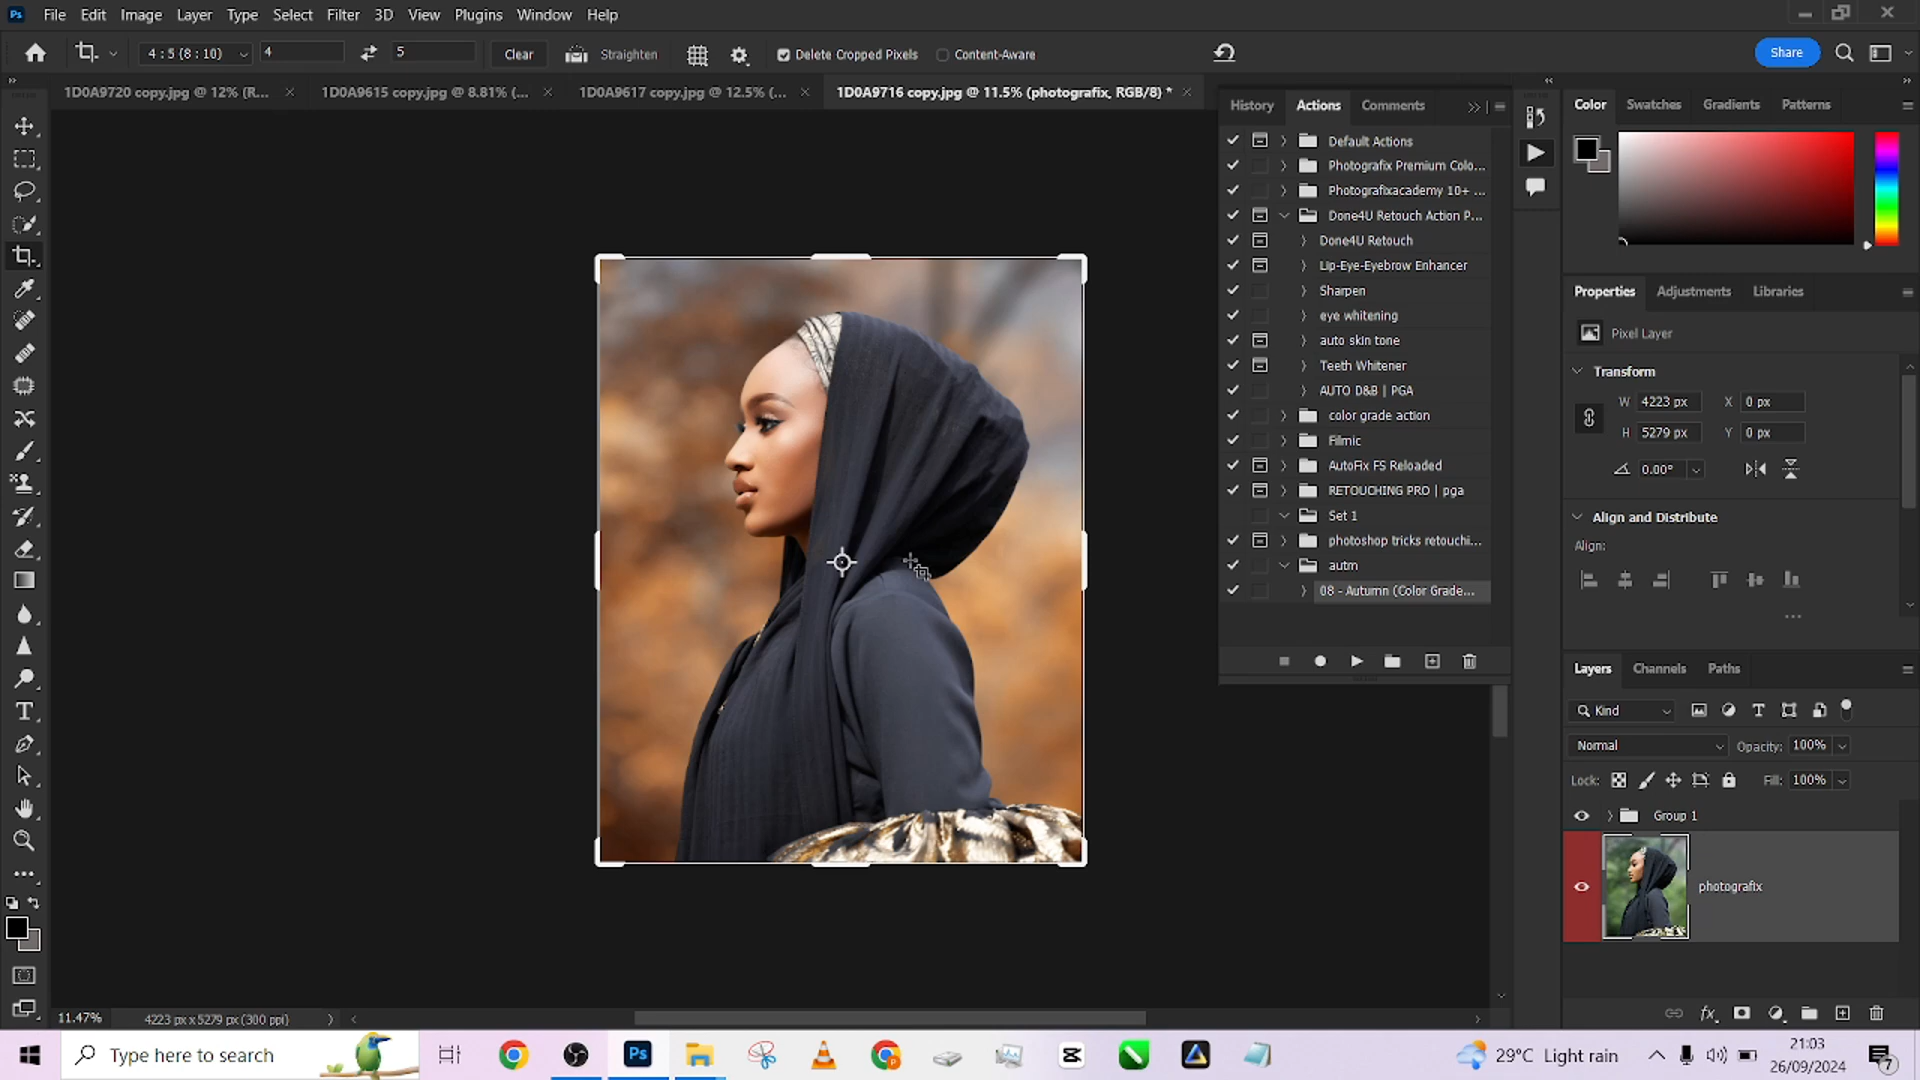 Ps File Edit Image Layer Type Select Filter 3D View Plugins Window Help
4 : 5 (8 : 10) 4 5 Clear Straighten Delete Cropped Pixels Content-Aware Share
1D0A9720 copy.jpg @ 12% (R... 1D0A9615 copy.jpg @ 8.81% (... 1D0A9617 copy.jpg @ 12.5% (... 1D0A9716 copy.jpg @ 11.5% (photografix, RGB/8) *
History Actions Comments
Default Actions
Photografix Premium Colo...
Photografixacademy 10+ ...
Done4U Retouch Action P...
Done4U Retouch
Lip-Eye-Eyebrow Enhancer
Sharpen
eye whitening
auto skin tone
Teeth Whitener
AUTO D&B | PGA
color grade action
Filmic
AutoFix FS Reloaded
RETOUCHING PRO | pga
Set 1
photoshop tricks retouchi...
autm
08 - Autumn (Color Grade...
Color Swatches Gradients Patterns
Properties Adjustments Libraries
Pixel Layer
Transform
W 4223 px X 0 px
H 5279 px Y 0 px
0.00°
Align and Distribute
Align:
Layers Channels Paths
Kind
Normal Opacity: 100%
Lock: Fill: 100%
Group 1
photografix
fx
11.47% 4223 px x 5279 px (300 ppi)
Type here to search Ps 29°C Light rain 21:03
26/09/2024
7